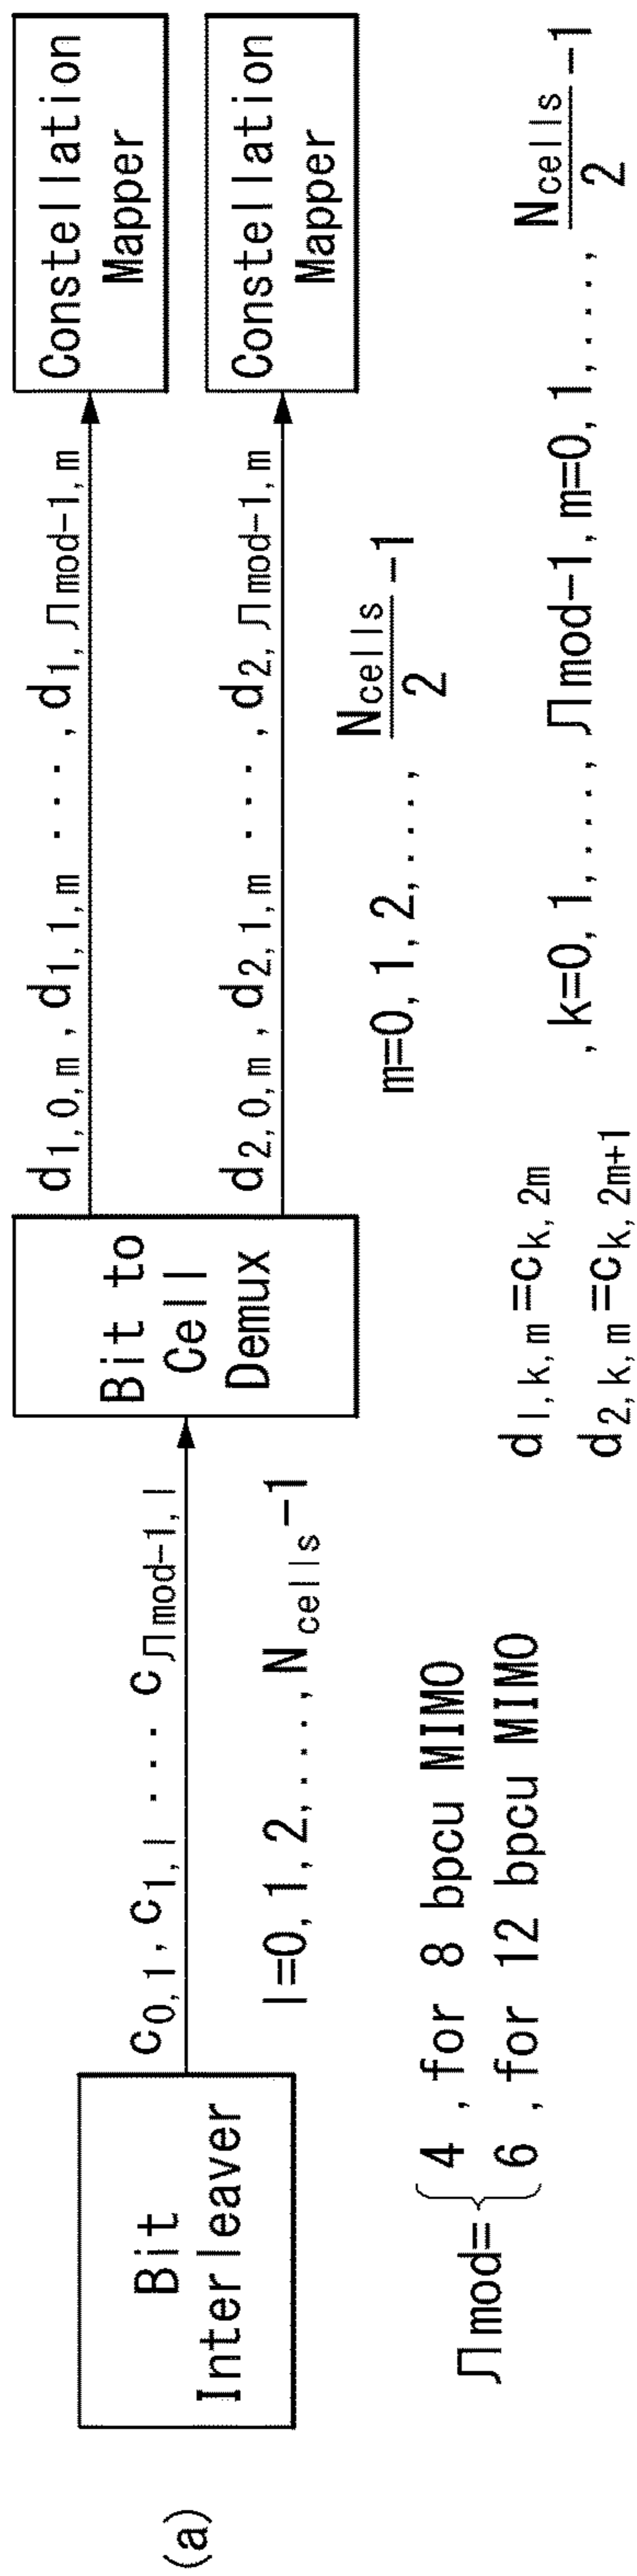 (a)
Bit
Interleaver
c0,1, c1,l ··· cΠmod-1,l
l=0, 1, 2, ..., Ncells-1
Bit to
Cell
Demux
d1,0,m, d1,1,m ···, d1,Πmod-1,m
Constellation
Mapper
d2,0,m, d2,1,m ···, d2,Πmod-1,m
Constellation
Mapper
m=0, 1, 2, ..., Ncells/2 -1
Πmod= { 4 , for 8 bpcu MIMO
6 , for 12 bpcu MIMO
d1,k,m=ck,2m
d2,k,m=ck,2m+1
, k=0, 1, ..., Πmod-1, m=0, 1, ..., Ncells/2 -1